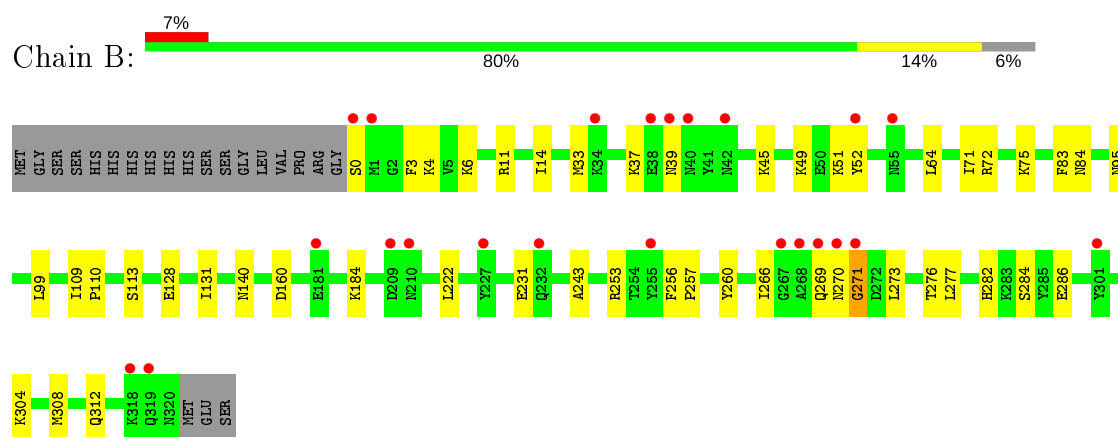 7%
Chain B:
80% 14% 6%
MET GLY SER SER HIS HIS HIS HIS HIS HIS SER SER GLY LEU VAL PRO ARG GLY S0 M1 G2 F3 K4 V5 K6 R11 I14 M33 K34 K37 E38 N39 N40 Y41 N42 K45 K49 E50 K51 Y52 N55 L64 I71 R72 K75 F83 N84 N95
L99 I109 P110 S113 E128 I131 N140 D160 E181 K184 D209 N210 L222 Y227 E231 Q232 A243 R253 T254 Y255 F256 P257 Y260 I266 G267 A268 Q269 N270 G271 D272 L273 T276 L277 H282 K283 S284 Y285 E286 Y301
K304 M308 Q312 K318 Q319 N320 MET GLU SER